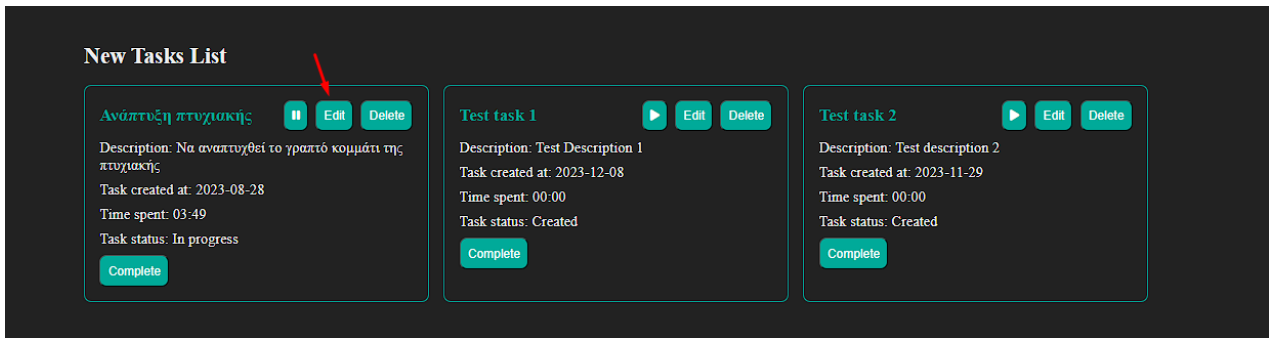 New Tasks List
Ανάπτυξη πτυχιακής
Edit
Delete
Description: Να αναπτυχθεί το γραπτό κομμάτι της
πτυχιακής
Task created at: 2023-08-28
Time spent: 03:49
Task status: In progress
Complete
Test task 1
Edit
Delete
Description: Test Description 1
Task created at: 2023-12-08
Time spent: 00:00
Task status: Created
Complete
Test task 2
Edit
Delete
Description: Test description 2
Task created at: 2023-11-29
Time spent: 00:00
Task status: Created
Complete